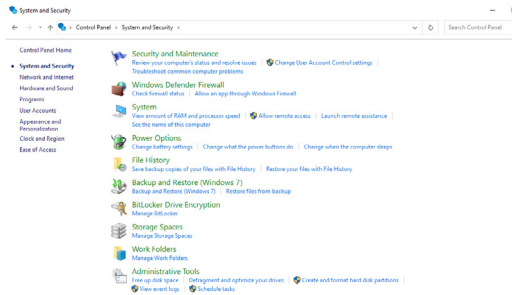 System and Security
Control Panel > System and Security >
Search Control Panel
Control Panel Home
System and Security
Network and Internet
Hardware and Sound
Programs
User Accounts
Appearance and
Personalization
Clock and Region
Ease of Access
Security and Maintenance
Review your computer's status and resolve issues | Change User Account Control settings |
Troubleshoot common computer problems
Windows Defender Firewall
Check firewall status | Allow an app through Windows Firewall
System
View amount of RAM and processor speed | Allow remote access | Launch remote assistance |
See the name of this computer
Power Options
Change battery settings | Change what the power buttons do | Change when the computer sleeps
File History
Save backup copies of your files with File History | Restore your files with File History
Backup and Restore (Windows 7)
Backup and Restore (Windows 7) | Restore files from backup
BitLocker Drive Encryption
Manage BitLocker
Storage Spaces
Manage Storage Spaces
Work Folders
Manage Work Folders
Administrative Tools
Free up disk space | Defragment and optimize your drives | Create and format hard disk partitions |
View event logs | Schedule tasks